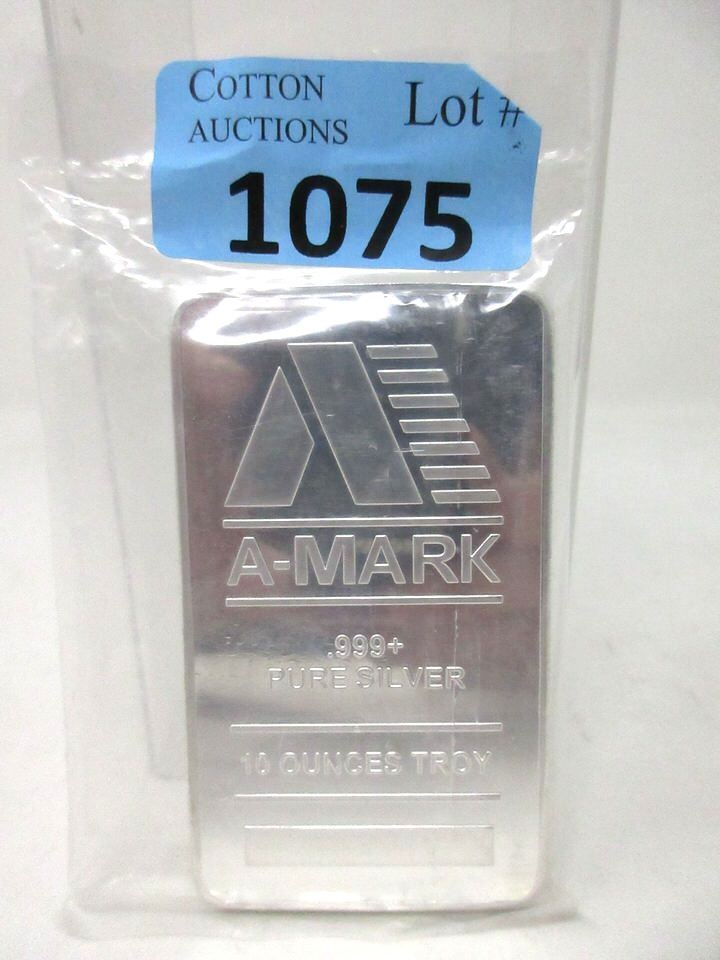 COTTON
AUCTIONS
Lot #
1075
A-MARK
.999+
PURE SILVER
10 OUNCES TROY